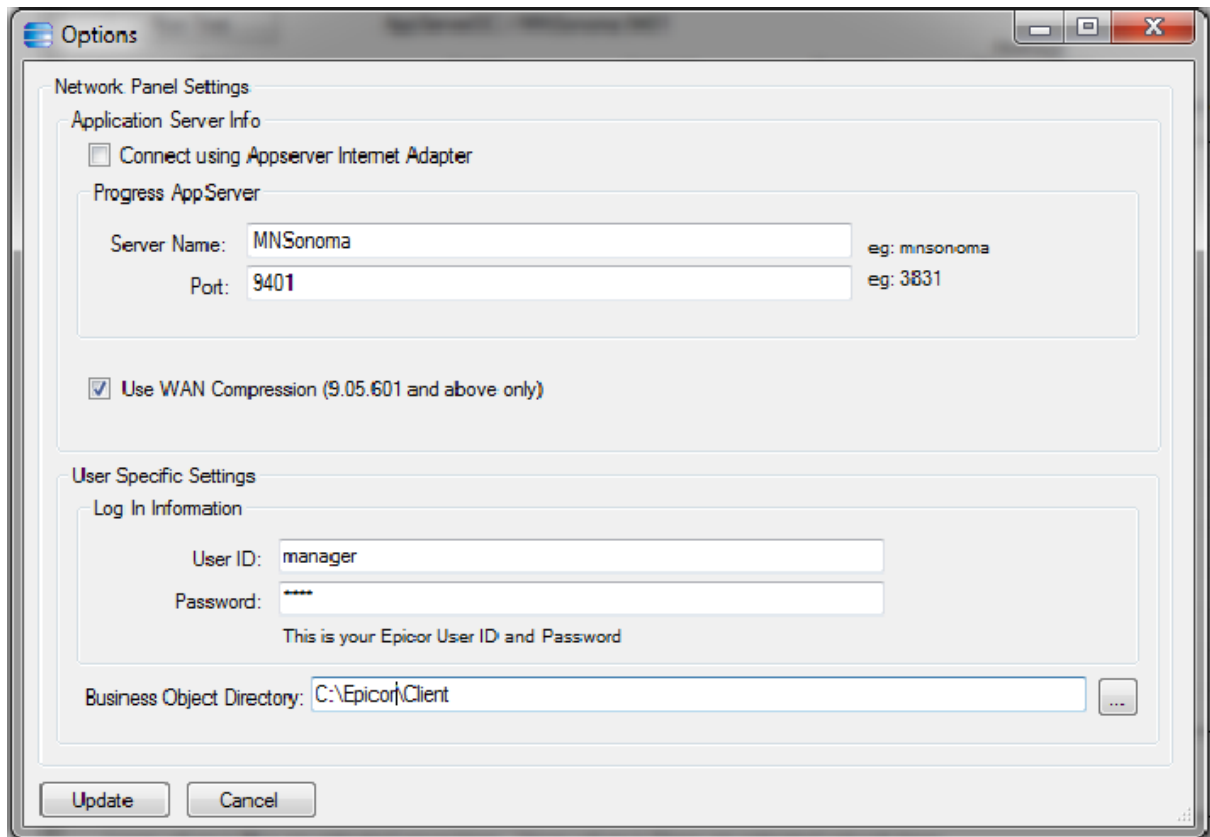 Options
Network Panel Settings
Application Server Info
Connect using Appserver Internet Adapter
Progress AppServer
Server Name: MNSonoma eg: mnsonoma
Port: 9401 eg: 3831
Use WAN Compression (9.05.601 and above only)
User Specific Settings
Log In Information
User ID: manager
Password: ****
This is your Epicor User ID and Password
Business Object Directory: C:\Epicor\Client ...
Update Cancel